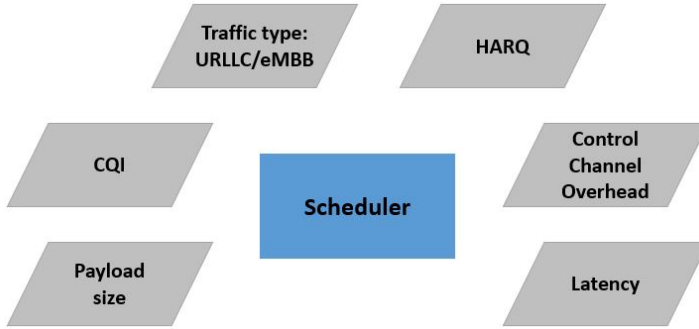 Traffic type:
URLLC/eMBB
HARQ
CQI
Control
Channel
Overhead
Scheduler
Payload
size
Latency